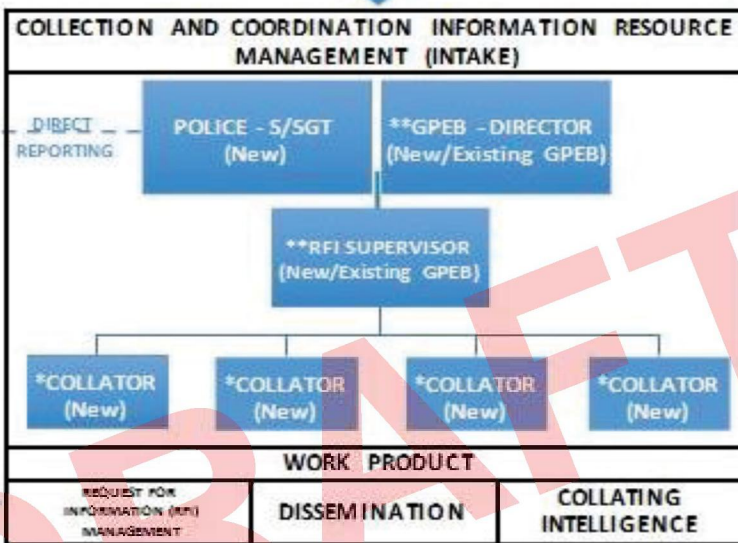 COLLECTION AND COORDINATION INFORMATION RESOURCE
MANAGEMENT (INTAKE)
DIRECT
REPORTING
POLICE - S/SGT
(New)
**GPEB - DIRECTOR
(New/Existing GPEB)
**RFI SUPERVISOR
(New/Existing GPEB)
*COLLATOR
(New)
*COLLATOR
(New)
*COLLATOR
(New)
*COLLATOR
(New)
WORK PRODUCT
REQUEST FOR
INFORMATION (RFI)
MANAGEMENT
DISSEMINATION
COLLATING
INTELLIGENCE
DRAFT